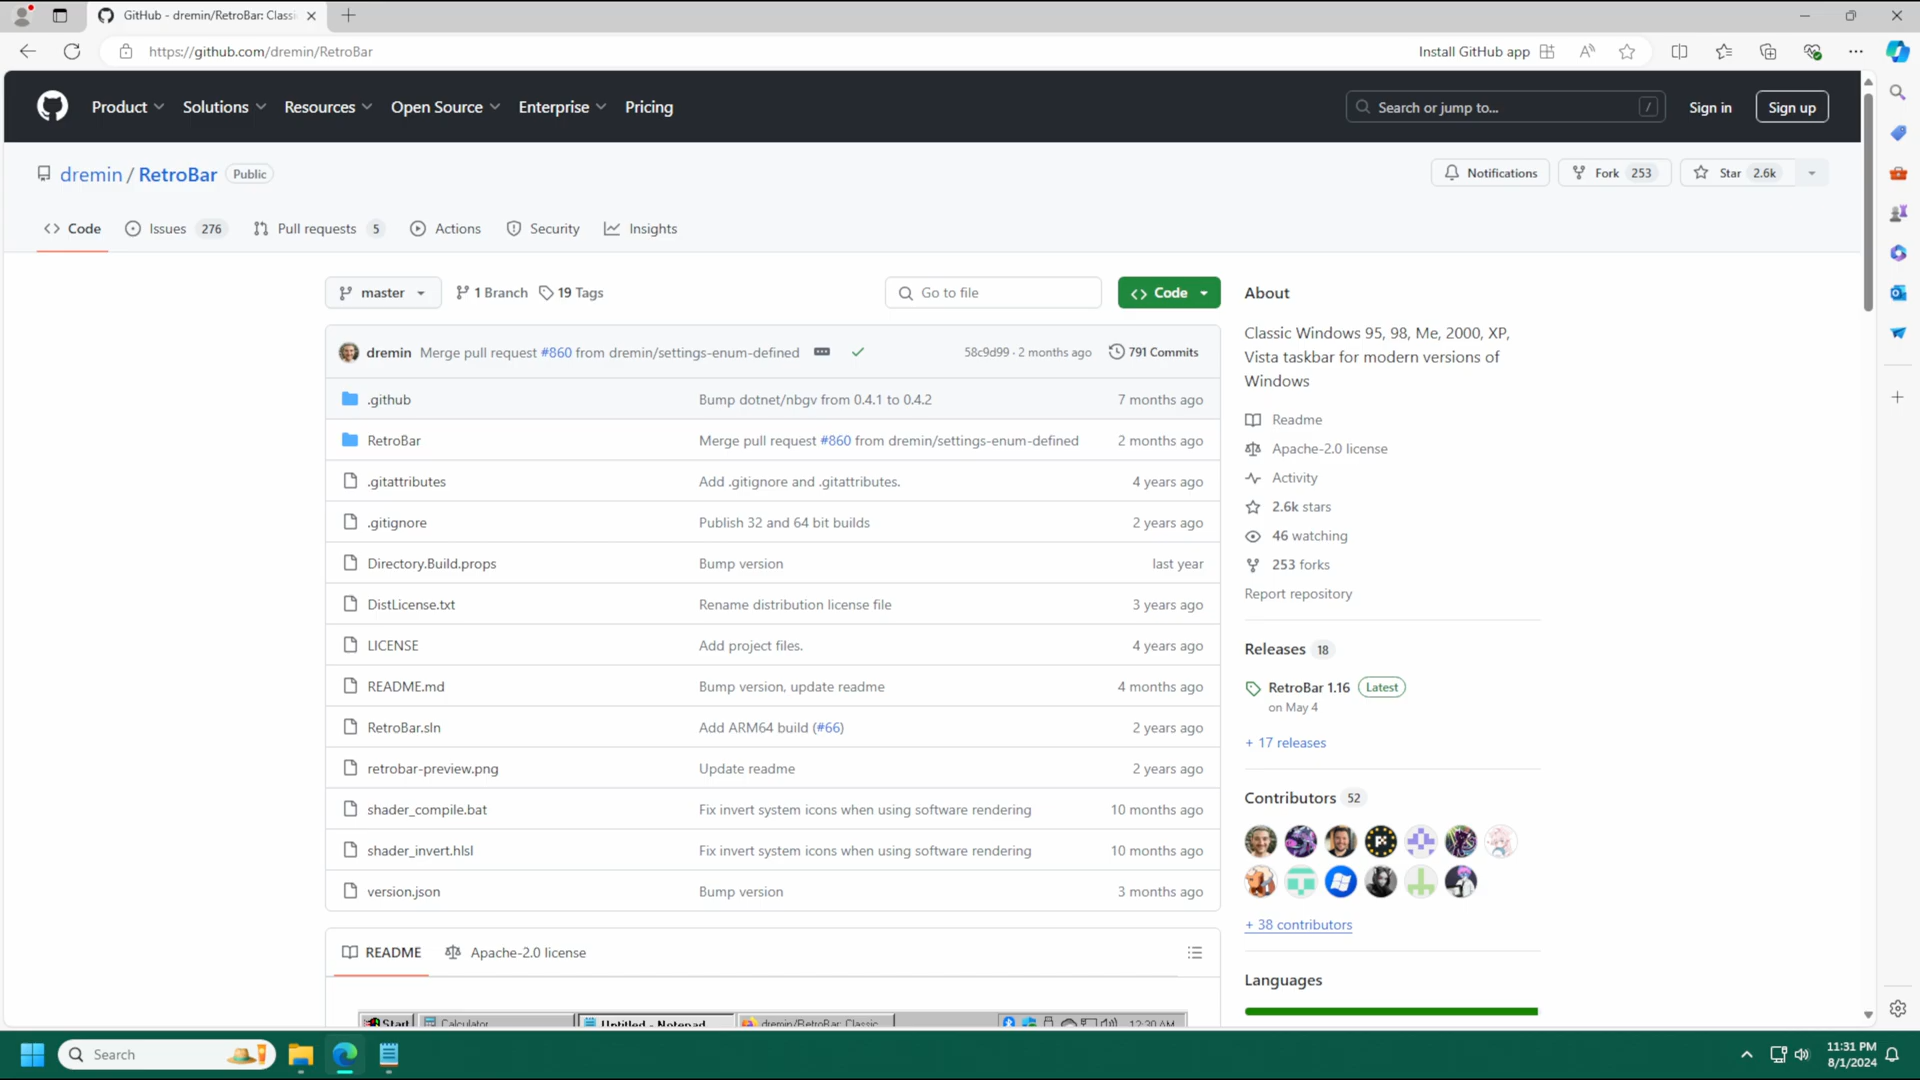 GitHub - dremin/RetroBar: Classi
https://github.com/dremin/RetroBar
Install GitHub app
Product
Solutions
Resources
Open Source
Enterprise
Pricing
Search or jump to...
/
Sign in
Sign up
dremin / RetroBar
Public
Notifications
Fork 253
Star 2.6k
Code
Issues 276
Pull requests 5
Actions
Security
Insights
master
1 Branch
19 Tags
Go to file
Code
dremin Merge pull request #860 from dremin/settings-enum-defined
58c9d99 · 2 months ago
791 Commits
.github Bump dotnet/nbgv from 0.4.1 to 0.4.2 7 months ago
RetroBar Merge pull request #860 from dremin/settings-enum-defined 2 months ago
.gitattributes Add .gitignore and .gitattributes. 4 years ago
.gitignore Publish 32 and 64 bit builds 2 years ago
Directory.Build.props Bump version last year
DistLicense.txt Rename distribution license file 3 years ago
LICENSE Add project files. 4 years ago
README.md Bump version, update readme 4 months ago
RetroBar.sln Add ARM64 build (#66) 2 years ago
retrobar-preview.png Update readme 2 years ago
shader_compile.bat Fix invert system icons when using software rendering 10 months ago
shader_invert.hlsl Fix invert system icons when using software rendering 10 months ago
version.json Bump version 3 months ago
README
Apache-2.0 license
Start
Calculator
Untitled - Notepad
dremin/RetroBar: Classic
12:30 AM
About
Classic Windows 95, 98, Me, 2000, XP,
Vista taskbar for modern versions of
Windows
Readme
Apache-2.0 license
Activity
2.6k stars
46 watching
253 forks
Report repository
Releases 18
RetroBar 1.16 Latest
on May 4
+ 17 releases
Contributors 52
+ 38 contributors
Languages
Search
11:31 PM
8/1/2024